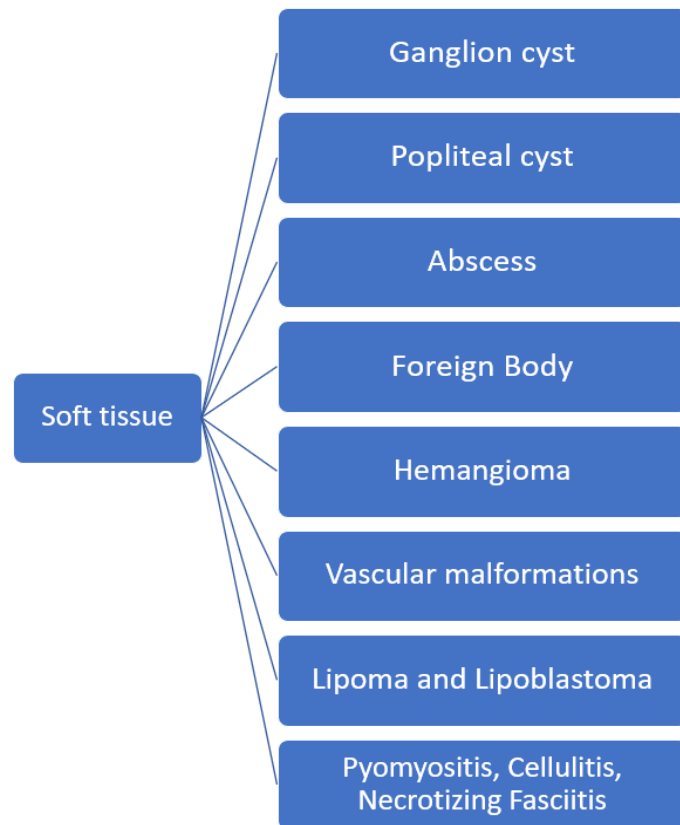 Ganglion cyst
Popliteal cyst
Abscess
Foreign Body
Soft tissue
Hemangioma
Vascular malformations
Lipoma and Lipoblastoma
Pyomyositis, Cellulitis,
Necrotizing Fasciitis